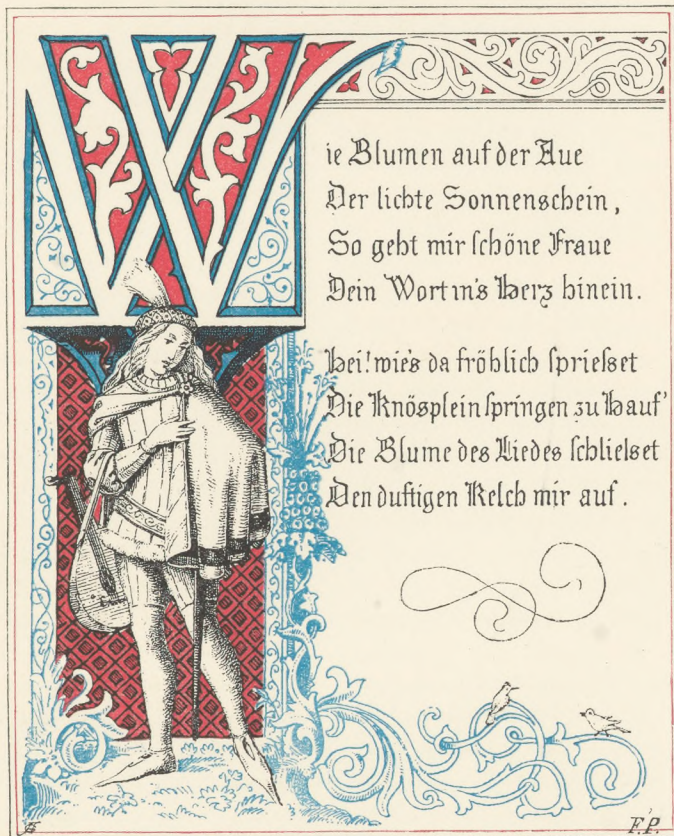 Wie Blumen auf der Aue
Der lichte Sonnenschein,
So geht mir ſchöne Fraue
Dein Wort in's Herz hinein.
Hei! wie's da fröhlich ſprieſset
Die Knösplein ſpringen zu Hauf'
Die Blume des Liedes ſchlieſset
Den duftigen Kelch mir auf.
F.P.